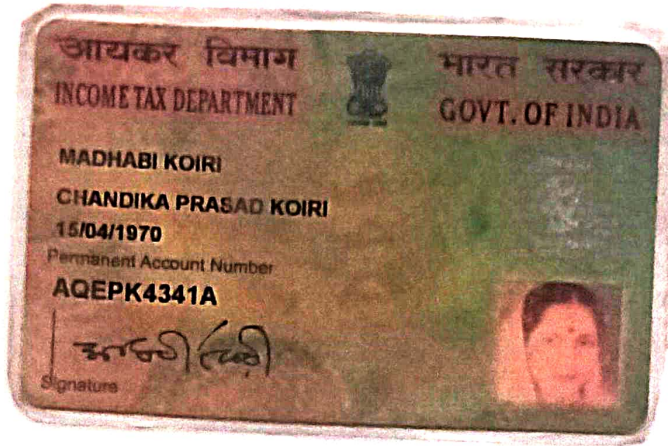 आयकर विभाग
भारत सरकार
INCOME TAX DEPARTMENT
GOVT. OF INDIA
MADHABI KOIRI
CHANDIKA PRASAD KOIRI
15/04/1970
Permanent Account Number
AQEPK4341A
Signature